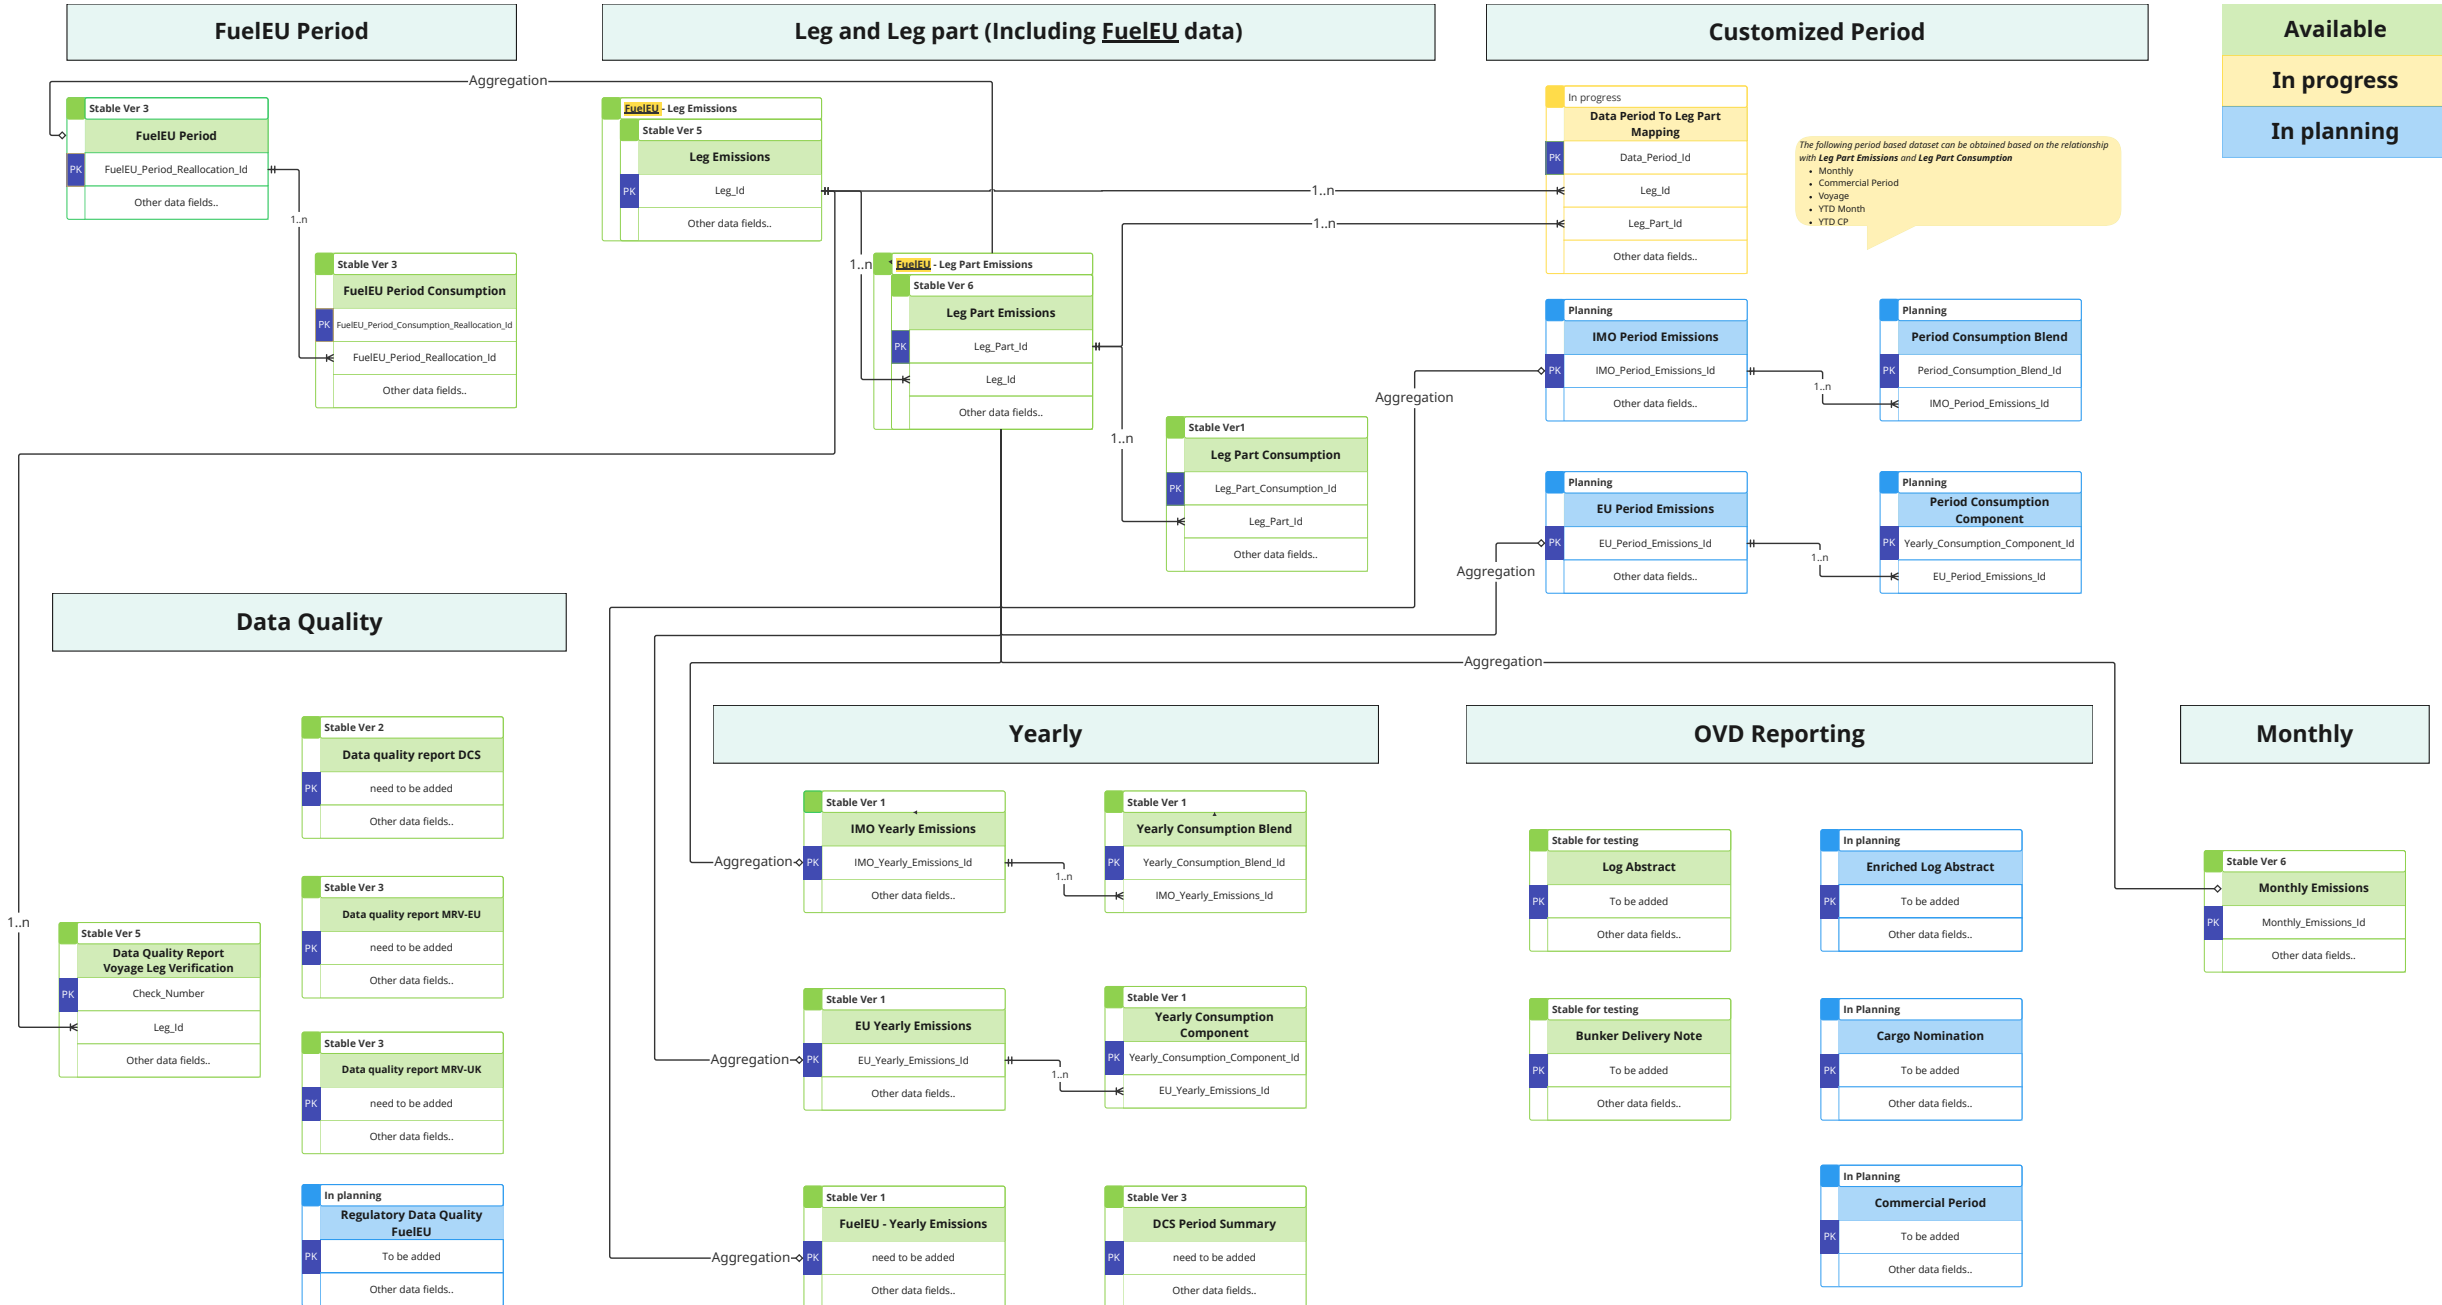 FuelEU Period
Leg and Leg part (Including FuelEU data)
Customized Period
Available
In progress
In planning
Aggregation
Stable Ver 3
FuelEU Period
PK
FuelEU_Period_Reallocation_Id
Other data fields..
1..n
Stable Ver 3
FuelEU Period Consumption
PK
FuelEU_Period_Consumption_Reallocation_Id
FuelEU_Period_Reallocation_Id
Other data fields..
FuelEU - Leg Emissions
Stable Ver 5
Leg Emissions
PK
Leg_Id
Other data fields..
1..n
FuelEU - Leg Part Emissions
Stable Ver 6
Leg Part Emissions
PK
Leg_Part_Id
Leg_Id
Other data fields..
1..n
1..n
1..n
Stable Ver1
Leg Part Consumption
PK
Leg_Part_Consumption_Id
Leg_Part_Id
Other data fields..
In progress
Data Period To Leg Part
Mapping
PK
Data_Period_Id
Leg_Id
Leg_Part_Id
Other data fields..
The following period based dataset can be obtained based on the relationship
with Leg Part Emissions and Leg Part Consumption
• Monthly
• Commercial Period
• Voyage
• YTD Month
• YTD CP
Planning
IMO Period Emissions
PK
IMO_Period_Emissions_Id
Other data fields..
1..n
Planning
Period Consumption Blend
PK
Period_Consumption_Blend_Id
IMO_Period_Emissions_Id
Aggregation
Planning
EU Period Emissions
PK
EU_Period_Emissions_Id
Other data fields..
1..n
Planning
Period Consumption
Component
PK
Yearly_Consumption_Component_Id
EU_Period_Emissions_Id
Aggregation
Aggregation
Data Quality
Stable Ver 2
Data quality report DCS
PK
need to be added
Other data fields..
Stable Ver 3
Data quality report MRV-EU
PK
need to be added
Other data fields..
1..n
Stable Ver 5
Data Quality Report
Voyage Leg Verification
PK
Check_Number
Leg_Id
Other data fields..
Stable Ver 3
Data quality report MRV-UK
PK
need to be added
Other data fields..
In planning
Regulatory Data Quality
FuelEU
PK
To be added
Other data fields..
Yearly
Stable Ver 1
IMO Yearly Emissions
Aggregation
PK
IMO_Yearly_Emissions_Id
Other data fields..
1..n
Stable Ver 1
Yearly Consumption Blend
PK
Yearly_Consumption_Blend_Id
IMO_Yearly_Emissions_Id
Stable Ver 1
EU Yearly Emissions
Aggregation
PK
EU_Yearly_Emissions_Id
Other data fields..
1..n
Stable Ver 1
Yearly Consumption
Component
PK
Yearly_Consumption_Component_Id
EU_Yearly_Emissions_Id
Stable Ver 1
FuelEU - Yearly Emissions
Aggregation
PK
need to be added
Other data fields..
Stable Ver 3
DCS Period Summary
PK
need to be added
Other data fields..
OVD Reporting
Stable for testing
Log Abstract
PK
To be added
Other data fields..
In planning
Enriched Log Abstract
PK
To be added
Other data fields..
Stable for testing
Bunker Delivery Note
PK
To be added
Other data fields..
In Planning
Cargo Nomination
PK
To be added
Other data fields..
In Planning
Commercial Period
PK
To be added
Other data fields..
Monthly
Stable Ver 6
Monthly Emissions
PK
Monthly_Emissions_Id
Other data fields..